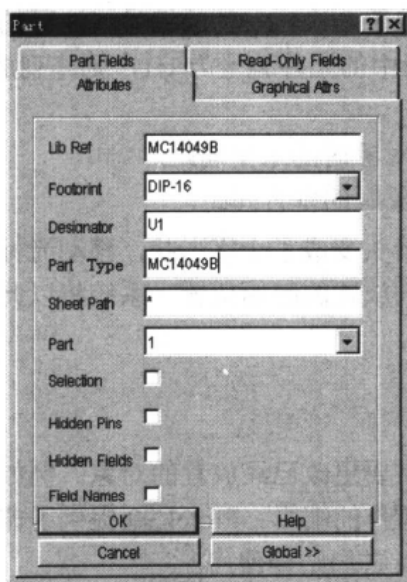 Part
Part Fields
Read-Only Fields
Attributes
Graphical Attrs
Lib Ref MC14049B
Footprint DIP-16
Designator U1
Part Type MC14049B
Sheet Path *
Part 1
Selection
Hidden Pins
Hidden Fields
Field Names
OK
Help
Cancel
Global >>